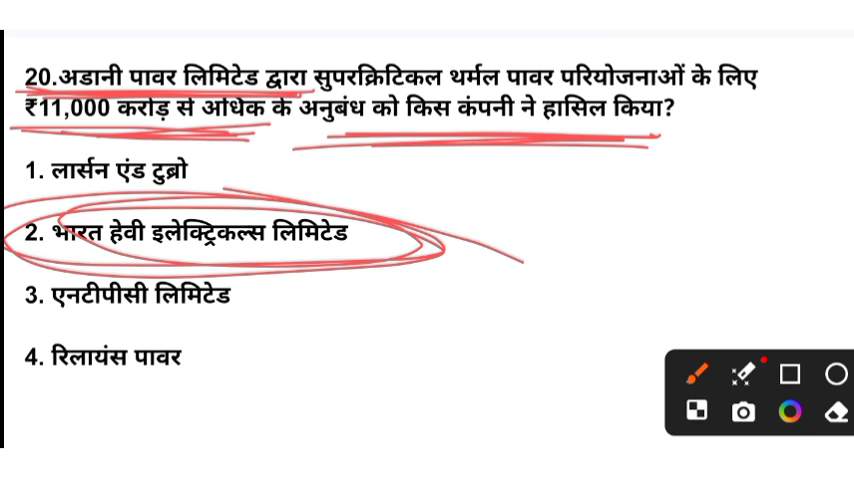 20.अडानी पावर लिमिटेड द्वारा सुपरक्रिटिकल थर्मल पावर परियोजनाओं के लिए
₹11,000 करोड़ से अधिक के अनुबंध को किस कंपनी ने हासिल किया?
1. लार्सन एंड टुब्रो
2. भारत हेवी इलेक्ट्रिकल्स लिमिटेड
3. एनटीपीसी लिमिटेड
4. रिलायंस पावर